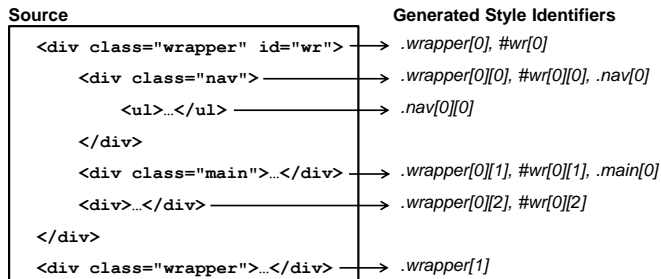 Source Generated Style Identifiers
<div class="wrapper" id="wr"> .wrapper[0], #wr[0]
<div class="nav"> .wrapper[0][0], #wr[0][0], .nav[0]
<ul>…</ul> .nav[0][0]
</div>
<div class="main">…</div> .wrapper[0][1], #wr[0][1], .main[0]
<div>…</div> .wrapper[0][2], #wr[0][2]
</div>
<div class="wrapper">…</div> .wrapper[1]